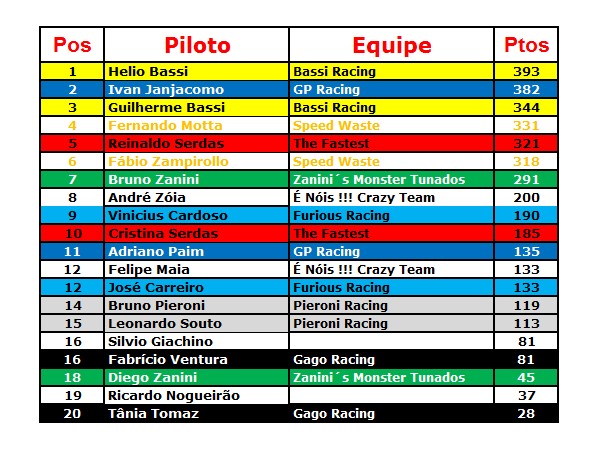 Pos Piloto Equipe Ptos
1 Helio Bassi Bassi Racing 393
2 Ivan Janjacomo GP Racing 382
3 Guilherme Bassi Bassi Racing 344
4 Fernando Motta Speed Waste 331
5 Reinaldo Serdas The Fastest 321
6 Fábio Zampirollo Speed Waste 318
7 Bruno Zanini Zanini´s Monster Tunados 291
8 André Zóia É Nóis !!! Crazy Team 200
9 Vinicius Cardoso Furious Racing 190
10 Cristina Serdas The Fastest 185
11 Adriano Paim GP Racing 135
12 Felipe Maia É Nóis !!! Crazy Team 133
12 José Carreiro Furious Racing 133
14 Bruno Pieroni Pieroni Racing 119
15 Leonardo Souto Pieroni Racing 113
16 Silvio Giachino 81
16 Fabrício Ventura Gago Racing 81
18 Diego Zanini Zanini´s Monster Tunados 45
19 Ricardo Nogueirão 37
20 Tânia Tomaz Gago Racing 28